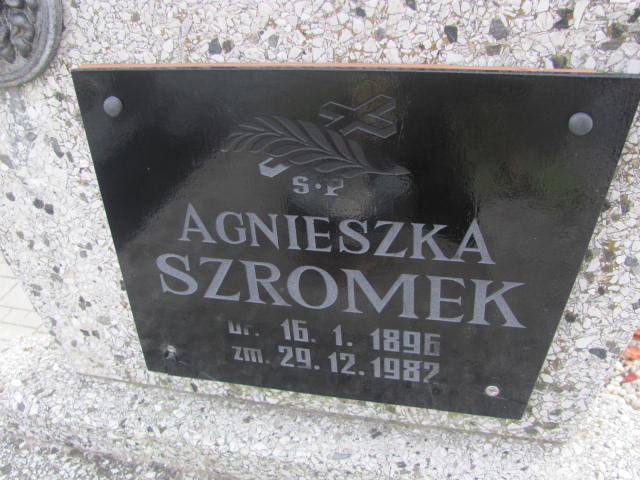 Ś.P
AGNIESZKA
SZROMEK
ur. 16. 1. 1896
zm. 29. 12. 1982